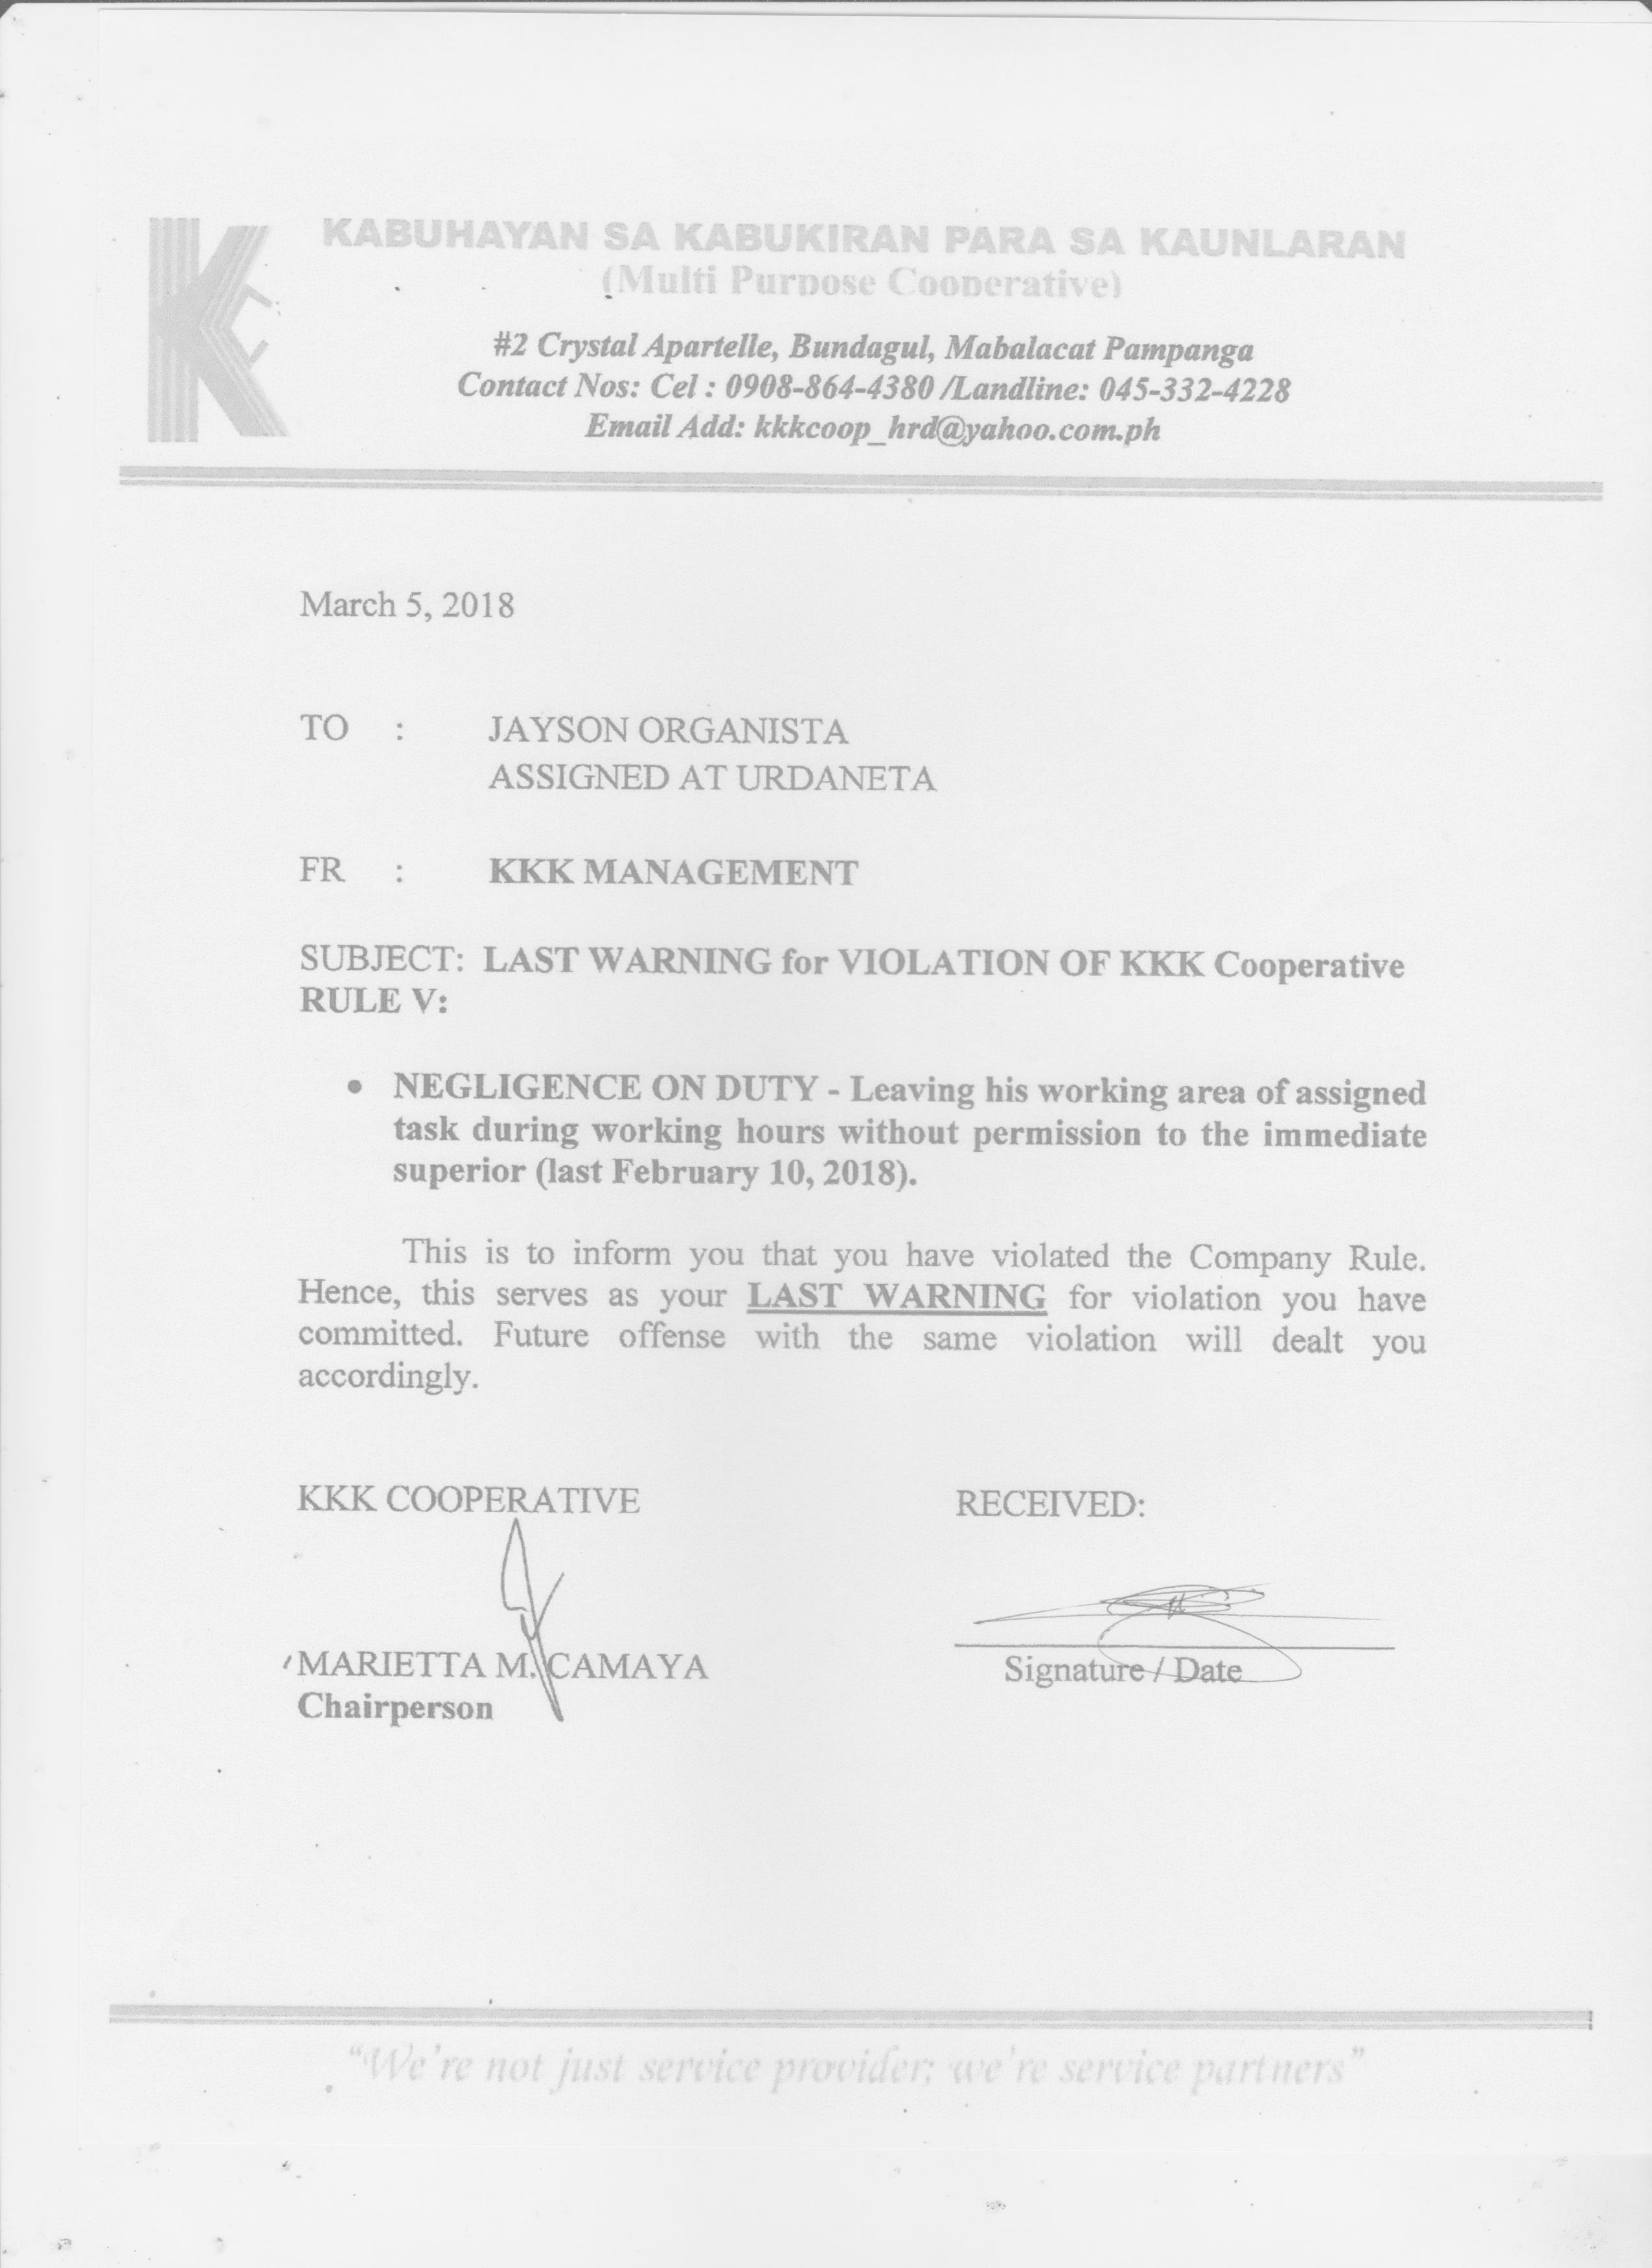 KABUHAYAN SA KABUKIRAN PARA SA KAUNLARAN
(Multi Purpose Cooperative)
#2 Crystal Apartelle, Bundagul, Mabalacat Pampanga
Contact Nos: Cel : 0908-864-4380 /Landline: 045-332-4228
Email Add: kkkcoop_hrd@yahoo.com.ph
March 5, 2018
TO : JAYSON ORGANISTA
ASSIGNED AT URDANETA
FR : KKK MANAGEMENT
SUBJECT: LAST WARNING for VIOLATION OF KKK Cooperative
RULE V:
• NEGLIGENCE ON DUTY - Leaving his working area of assigned
task during working hours without permission to the immediate
superior (last February 10, 2018).
This is to inform you that you have violated the Company Rule.
Hence, this serves as your LAST WARNING for violation you have
committed. Future offense with the same violation will dealt you
accordingly.
KKK COOPERATIVE RECEIVED:
MARIETTA M. CAMAYA
Signature / Date
Chairperson
"We're not just service provider; we're service partners"